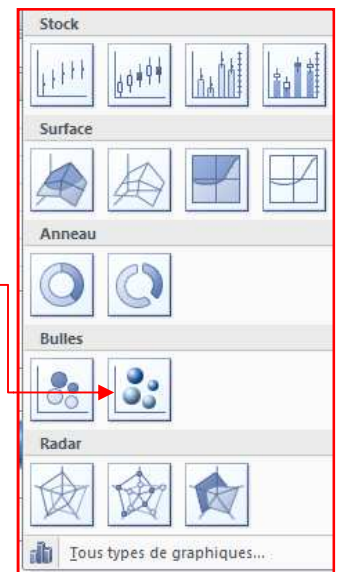 Stock
Surface
Anneau
Bulles
Radar
Tous types de graphiques...